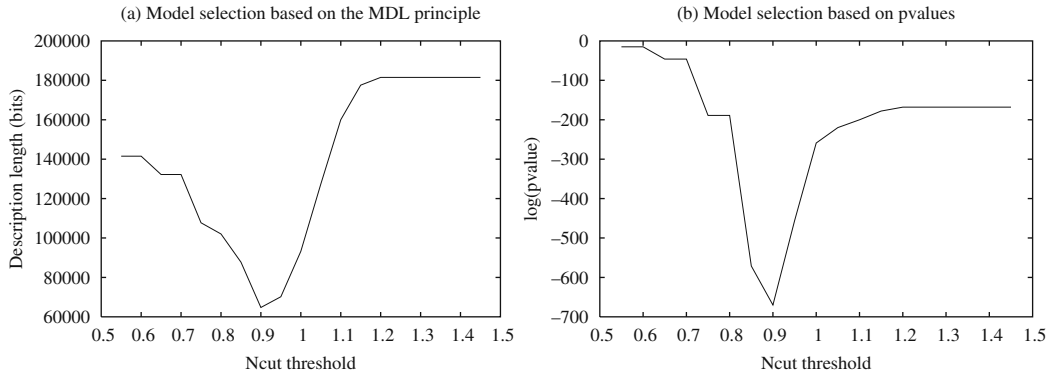 (a) Model selection based on the MDL principle
200000
180000
160000
140000
120000
100000
80000
60000
Description length (bits)
0.5 0.6 0.7 0.8 0.9 1 1.1 1.2 1.3 1.4 1.5
Ncut threshold
(b) Model selection based on pvalues
0
−100
−200
−300
−400
−500
−600
−700
log(pvalue)
0.5 0.6 0.7 0.8 0.9 1 1.1 1.2 1.3 1.4 1.5
Ncut threshold